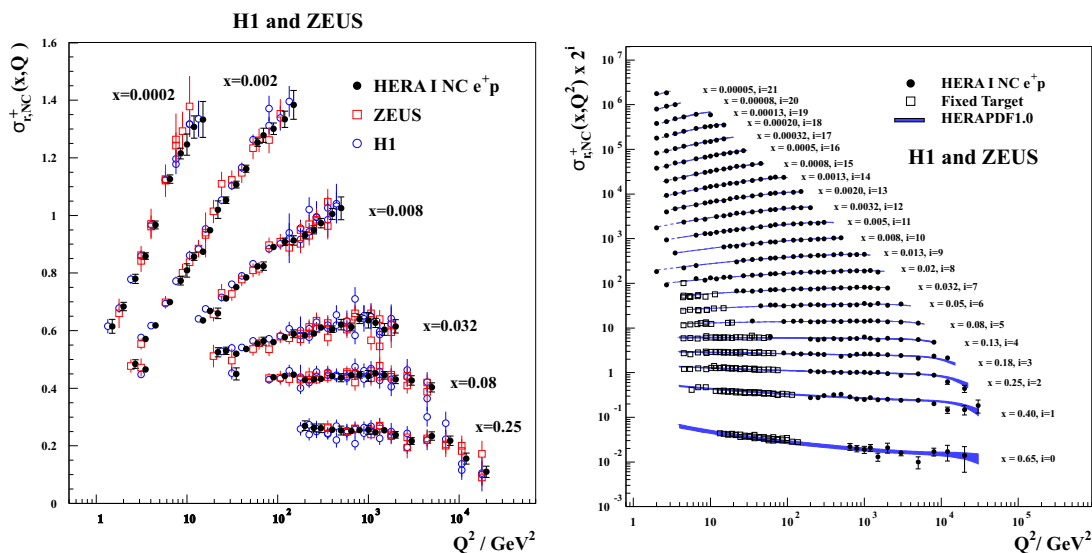 H1 and ZEUS
σ⁺r,NC(x,Q)
1.6
1.4
1.2
1
0.8
0.6
0.4
0.2
0
x=0.0002
x=0.002
x=0.008
x=0.032
x=0.08
x=0.25
HERA I NC e⁺p
ZEUS
H1
1 10 10² 10³ 10⁴
Q² / GeV²
σ⁺r,NC(x,Q²) x 2ⁱ
10⁷
10⁶
10⁵
10⁴
10³
10²
10
1
10⁻¹
10⁻²
10⁻³
HERA I NC e⁺p
Fixed Target
HERAPDF1.0
H1 and ZEUS
x = 0.00005, i=21
x = 0.00008, i=20
x = 0.00013, i=19
x = 0.00020, i=18
x = 0.00032, i=17
x = 0.0005, i=16
x = 0.0008, i=15
x = 0.0013, i=14
x = 0.0020, i=13
x = 0.0032, i=12
x = 0.005, i=11
x = 0.008, i=10
x = 0.013, i=9
x = 0.02, i=8
x = 0.032, i=7
x = 0.05, i=6
x = 0.08, i=5
x = 0.13, i=4
x = 0.18, i=3
x = 0.25, i=2
x = 0.40, i=1
x = 0.65, i=0
1 10 10² 10³ 10⁴ 10⁵
Q² / GeV²